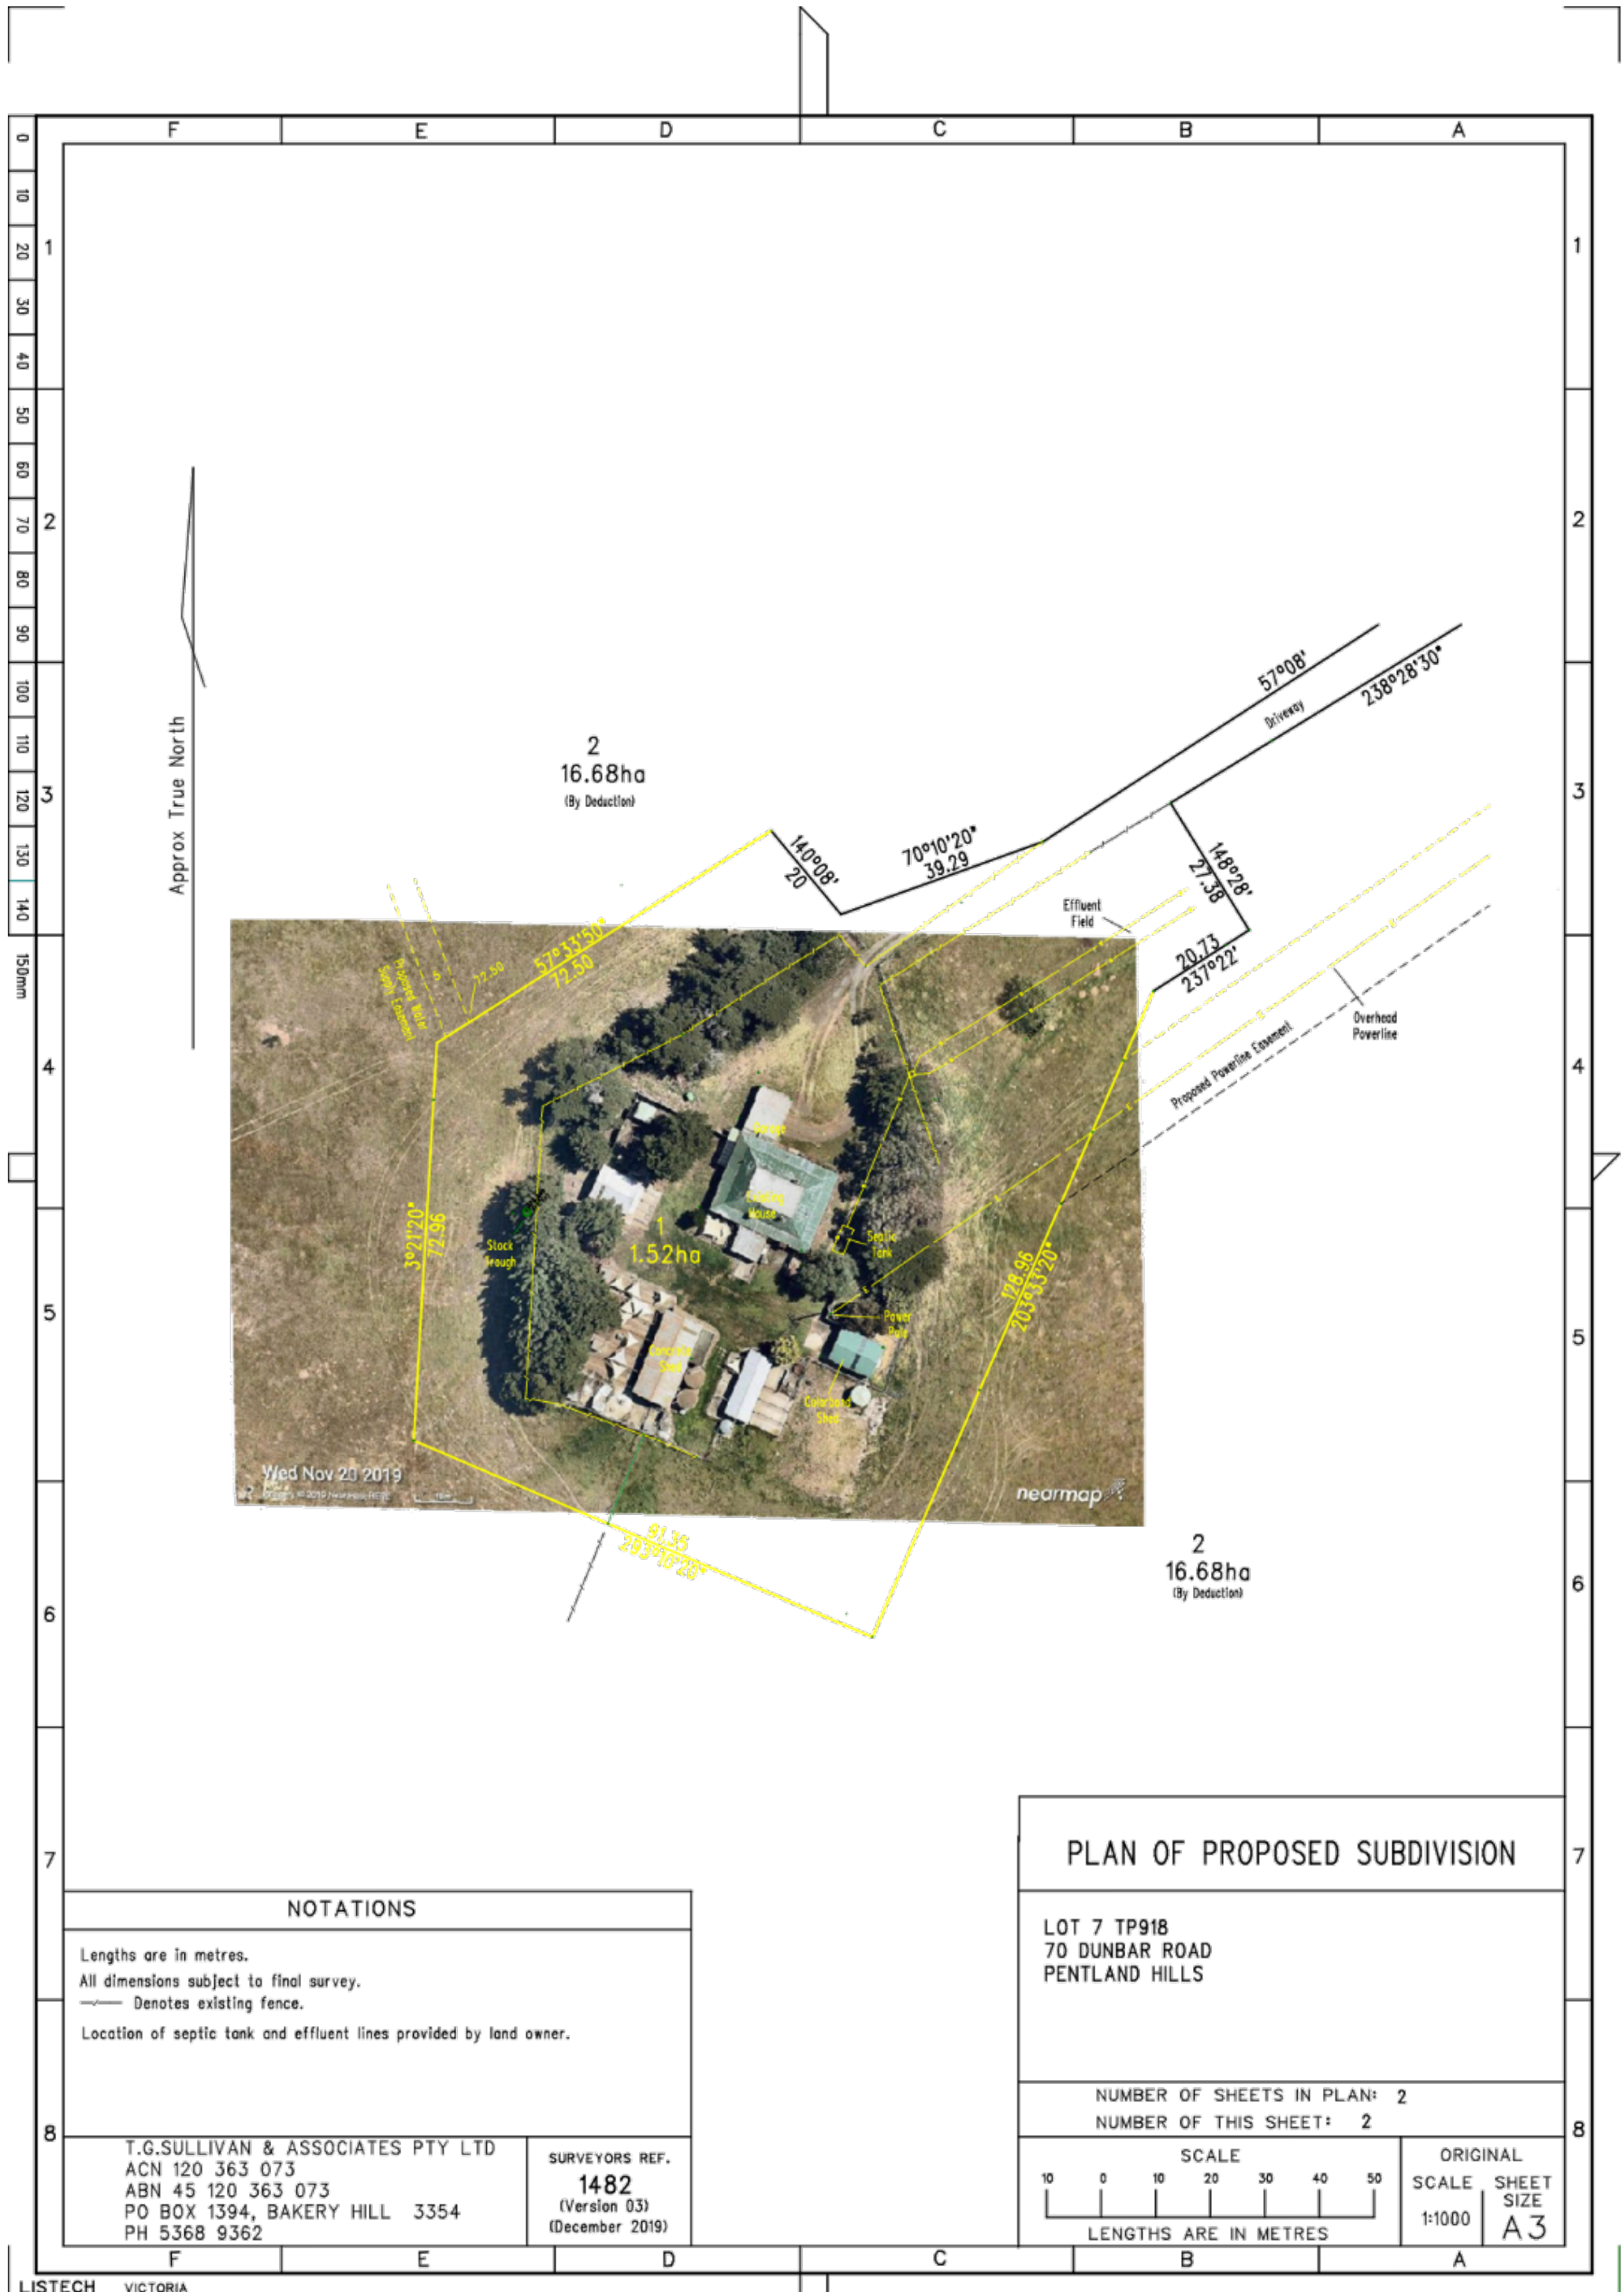 F E D C B A
0
10
20
30
40
50
60
70
80
90
100
110
120
130
140
150mm
1
1
2
2
3
3
4
4
5
5
6
6
7
7
8
8
Approx True North
2
16.68ha
(By Deduction)
57°08'
Driveway
238°28'30"
140°08'
20
70°10'20"
39.29
148°28'
27.38
Effluent
Field
20.73
237°22'
Overhead
Powerline
Proposed Powerline Easement
57°33'50"
72.50
72.50
5
Proposed Water
Supply Easement
3°21'20"
72.96
Garage
Existing
House
Stock
Trough
1
1.52ha
Septic
Tank
128.96
203°33'20"
Power
Pole
Concrete
Shed
Colorbond
Shed
Wed Nov 20 2019
nearmap
91.35
293°10'20"
2
16.68ha
(By Deduction)
PLAN OF PROPOSED SUBDIVISION
LOT 7 TP918
70 DUNBAR ROAD
PENTLAND HILLS
NOTATIONS
Lengths are in metres.
All dimensions subject to final survey.
Denotes existing fence.
Location of septic tank and effluent lines provided by land owner.
NUMBER OF SHEETS IN PLAN: 2
NUMBER OF THIS SHEET: 2
T.G.SULLIVAN & ASSOCIATES PTY LTD
ACN 120 363 073
ABN 45 120 363 073
PO BOX 1394, BAKERY HILL 3354
PH 5368 9362
SURVEYORS REF.
1482
(Version 03)
(December 2019)
SCALE
10 0 10 20 30 40 50
LENGTHS ARE IN METRES
ORIGINAL
SCALE SHEET
SIZE
1:1000 A3
F E D C B A
LISTECH VICTORIA